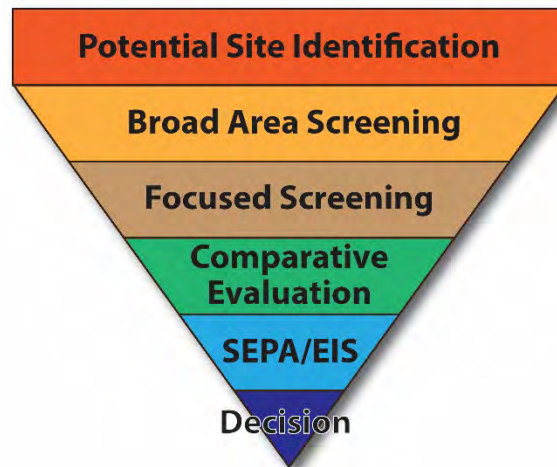 Potential Site Identification
Broad Area Screening
Focused Screening
Comparative
Evaluation
SEPA/EIS
Decision